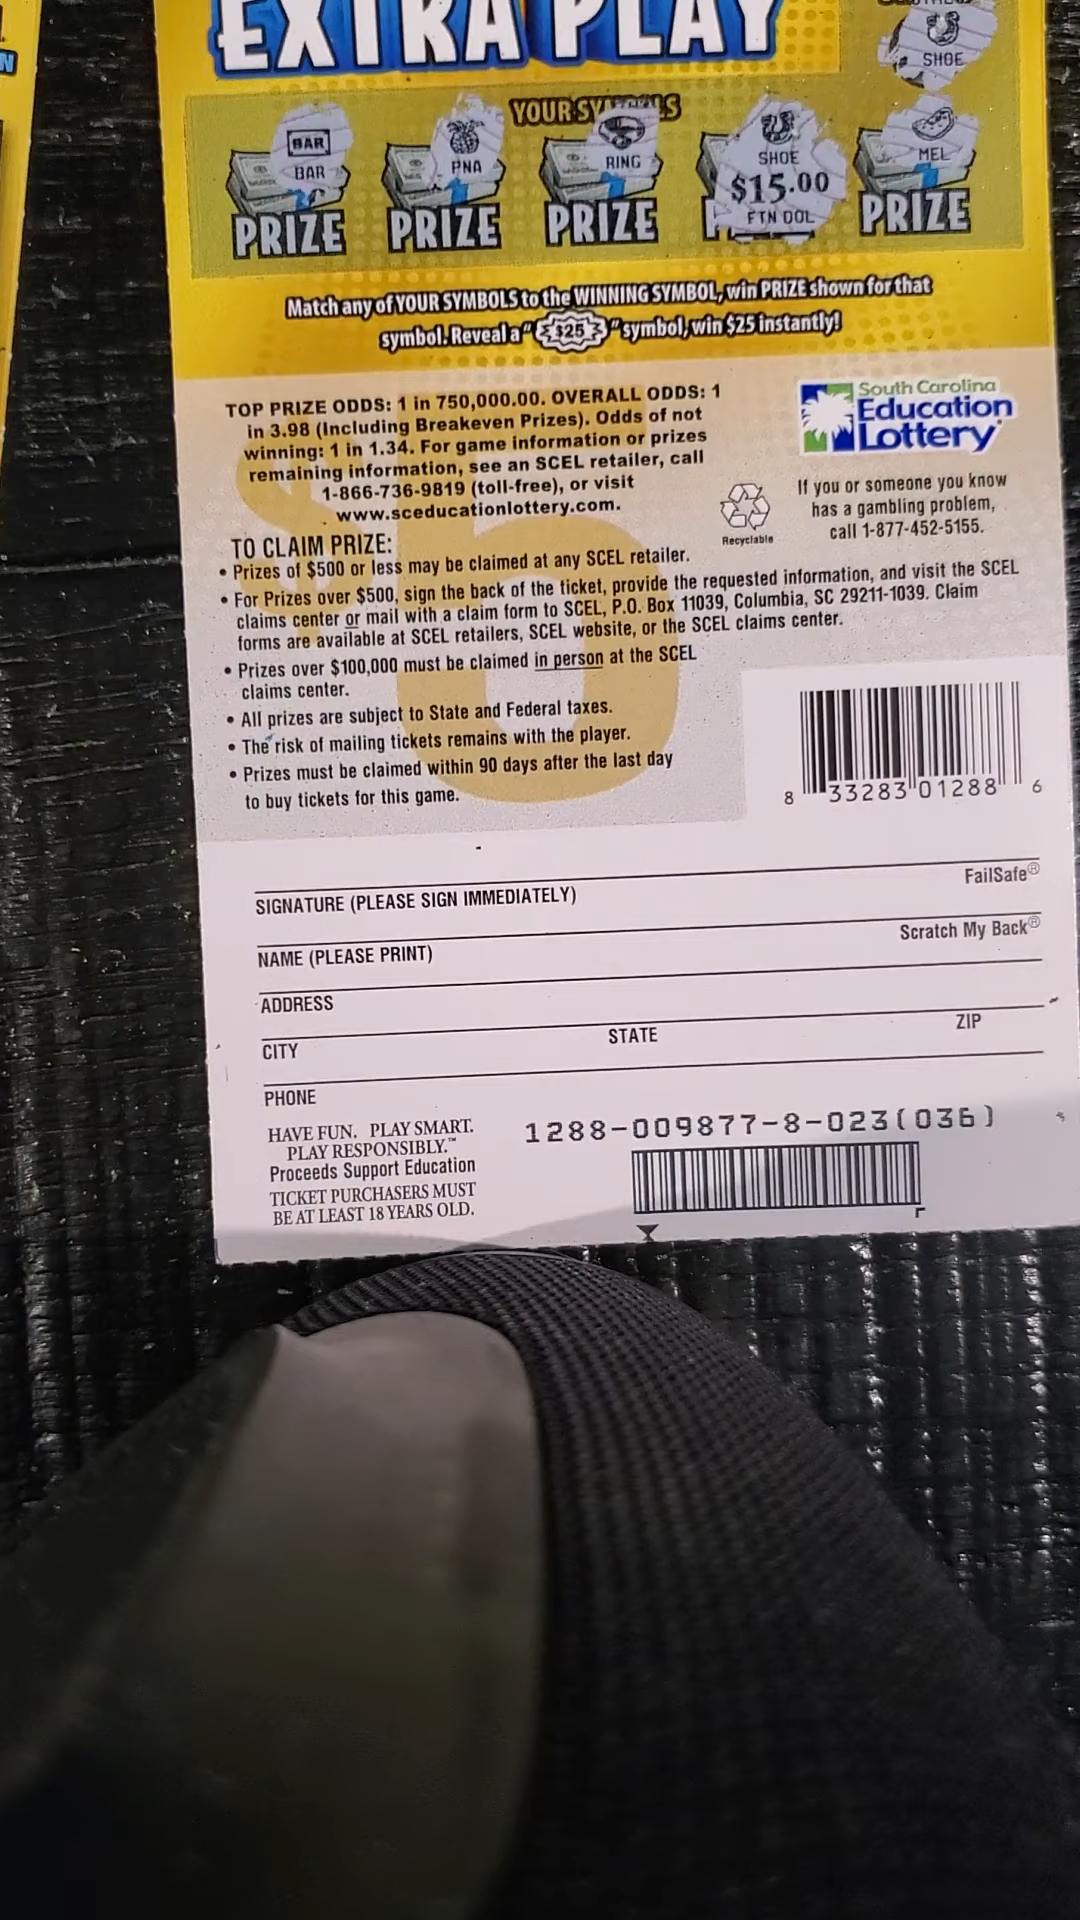 EXTRA PLAY
SHOE
YOUR SYMBOLS
BAR
BAR
PRIZE
PNA
PRIZE
RING
PRIZE
SHOE
$15.00
FTN DOL
MEL
PRIZE
Match any of YOUR SYMBOLS to the WINNING SYMBOL, win PRIZE shown for that
symbol. Reveal a "$25" symbol, win $25 instantly!
TOP PRIZE ODDS: 1 in 750,000.00. OVERALL ODDS: 1
in 3.98 (Including Breakeven Prizes). Odds of not
winning: 1 in 1.34. For game information or prizes
remaining information, see an SCEL retailer, call
1-866-736-9819 (toll-free), or visit
www.sceducationlottery.com.
South Carolina
Education
Lottery
Recyclable
If you or someone you know
has a gambling problem,
call 1-877-452-5155.
TO CLAIM PRIZE:
• Prizes of $500 or less may be claimed at any SCEL retailer.
• For Prizes over $500, sign the back of the ticket, provide the requested information, and visit the SCEL
claims center or mail with a claim form to SCEL, P.O. Box 11039, Columbia, SC 29211-1039. Claim
forms are available at SCEL retailers, SCEL website, or the SCEL claims center.
• Prizes over $100,000 must be claimed in person at the SCEL
claims center.
• All prizes are subject to State and Federal taxes.
• The risk of mailing tickets remains with the player.
• Prizes must be claimed within 90 days after the last day
to buy tickets for this game.
8 33283 01288 6
FailSafe®
SIGNATURE (PLEASE SIGN IMMEDIATELY)
Scratch My Back®
NAME (PLEASE PRINT)
ADDRESS
CITY STATE ZIP
PHONE
HAVE FUN. PLAY SMART.
PLAY RESPONSIBLY.™
Proceeds Support Education
TICKET PURCHASERS MUST
BE AT LEAST 18 YEARS OLD.
1288-009877-8-023(036)